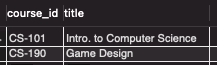 course_id title
CS-101 Intro. to Computer Science
CS-190 Game Design